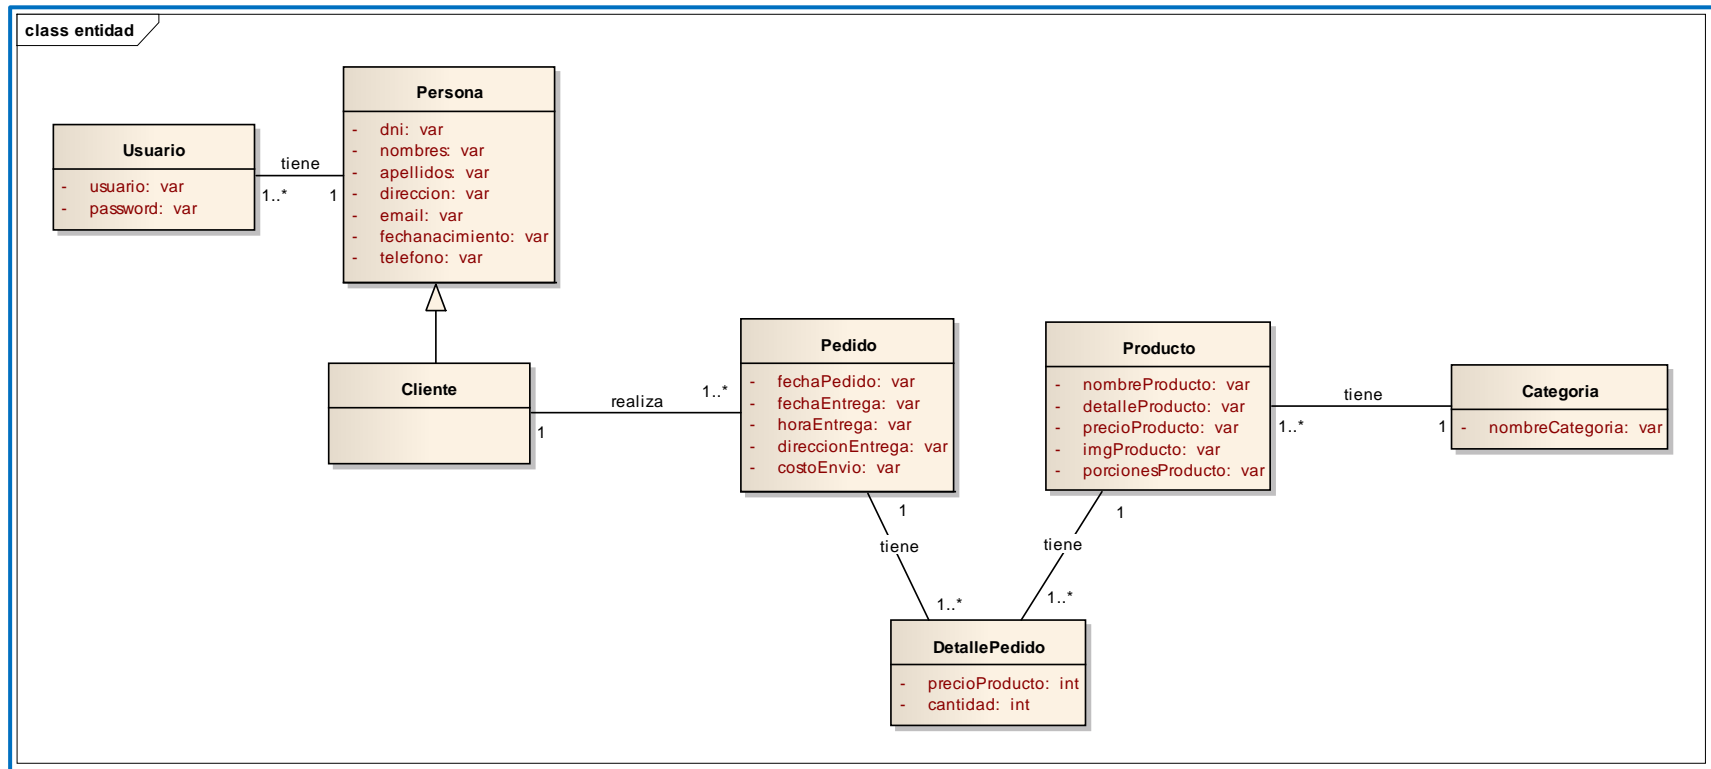 class entidad
Persona
- dni: var
- nombres: var
- apellidos: var
- direccion: var
- email: var
- fechanacimiento: var
- telefono: var
Usuario
- usuario: var
- password: var
tiene
1..*
1
Cliente
realiza
1
1..*
Pedido
- fechaPedido: var
- fechaEntrega: var
- horaEntrega: var
- direccionEntrega: var
- costoEnvio: var
Producto
- nombreProducto: var
- detalleProducto: var
- precioProducto: var
- imgProducto: var
- porcionesProducto: var
tiene
1..*
1
Categoria
- nombreCategoria: var
1
tiene
1..*
1
tiene
1..*
DetallePedido
- precioProducto: int
- cantidad: int